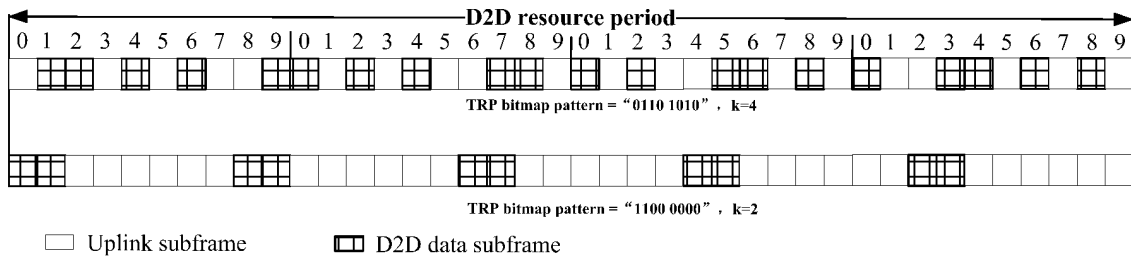 D2D resource period
0 1 2 3 4 5 6 7 8 9 0 1 2 3 4 5 6 7 8 9 0 1 2 3 4 5 6 7 8 9 0 1 2 3 4 5 6 7 8 9
TRP bitmap pattern = “0110 1010”, k=4
TRP bitmap pattern = “1100 0000”, k=2
Uplink subframe D2D data subframe